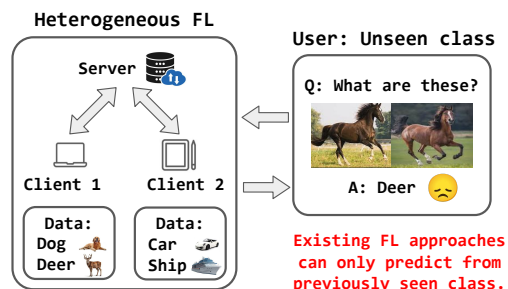 Heterogeneous FL
Server
Client 1
Client 2
Data:
Dog
Deer
Data:
Car
Ship
User: Unseen class
Q: What are these?
A: Deer
Existing FL approaches
can only predict from
previously seen class.